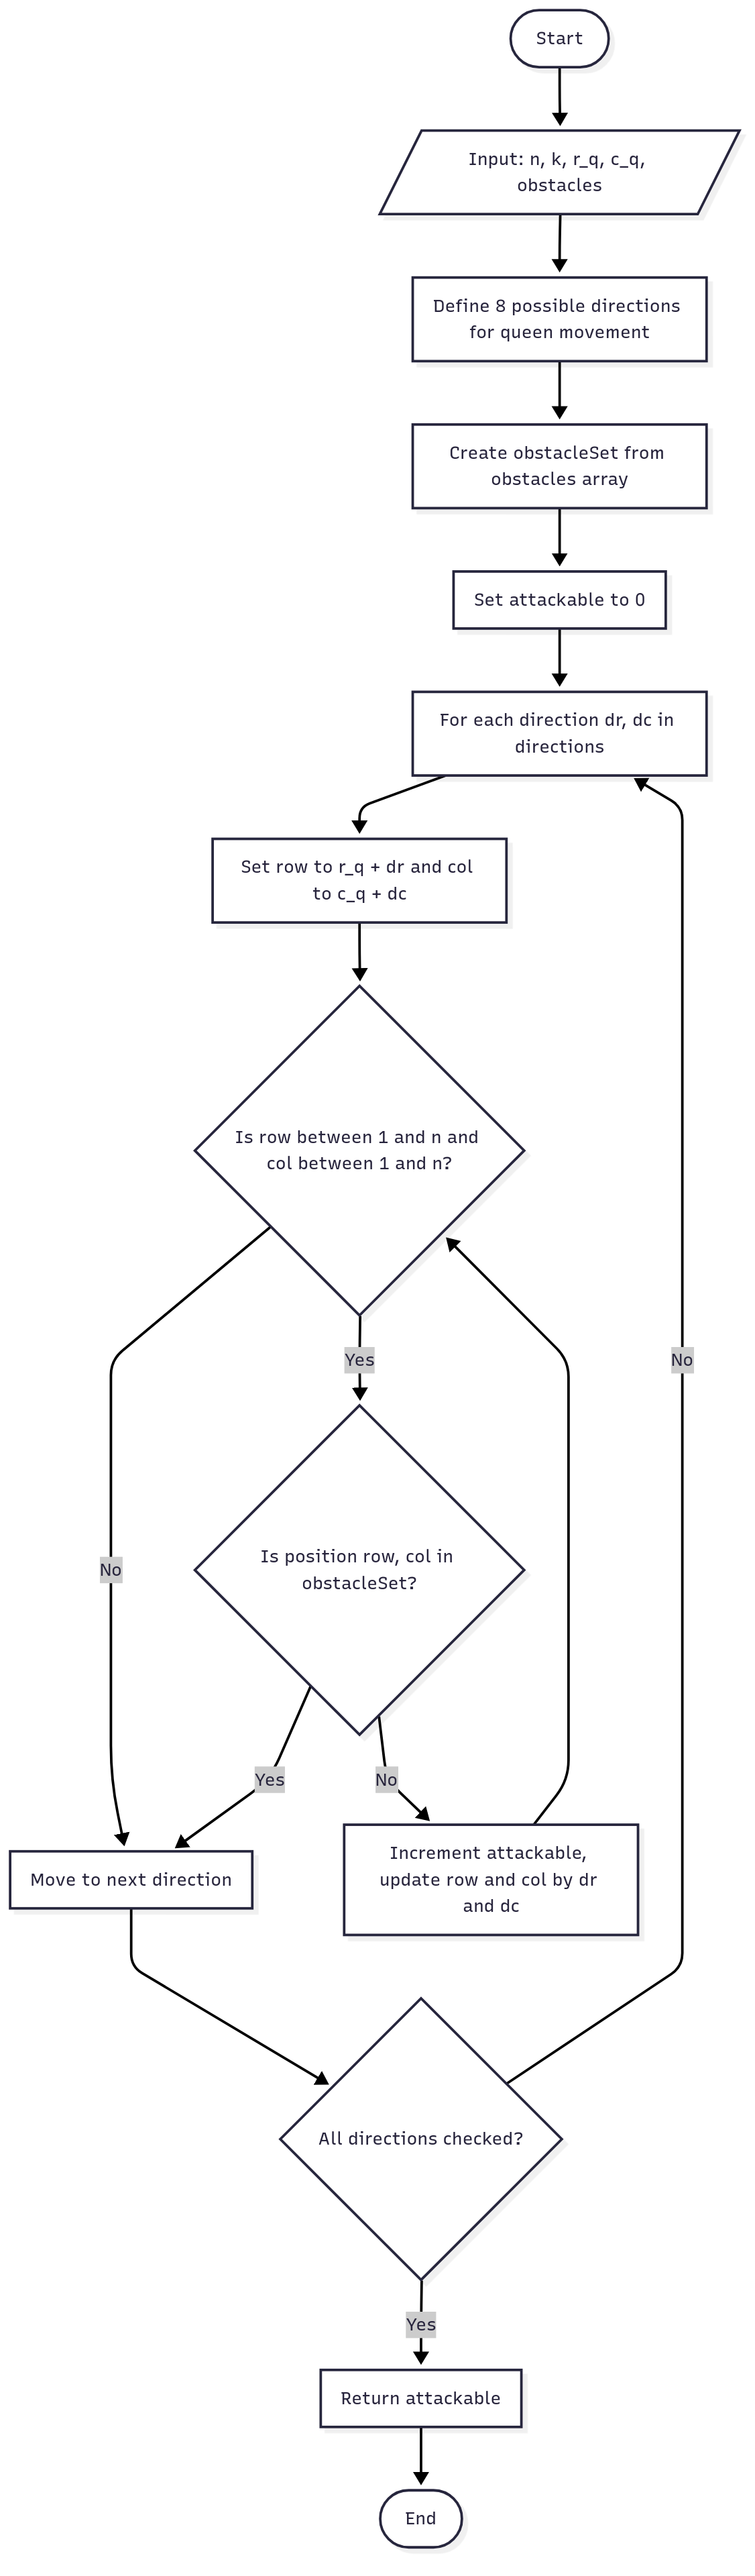 Start
Input: n, k, r_q, c_q,
obstacles
Define 8 possible directions
for queen movement
Create obstacleSet from
obstacles array
Set attackable to 0
For each direction dr, dc in
directions
Set row to r_q + dr and col
to c_q + dc
Is row between 1 and n and
col between 1 and n?
Yes
No
No
Is position row, col in
obstacleSet?
Yes
No
Move to next direction
Increment attackable,
update row and col by dr
and dc
All directions checked?
Yes
Return attackable
End